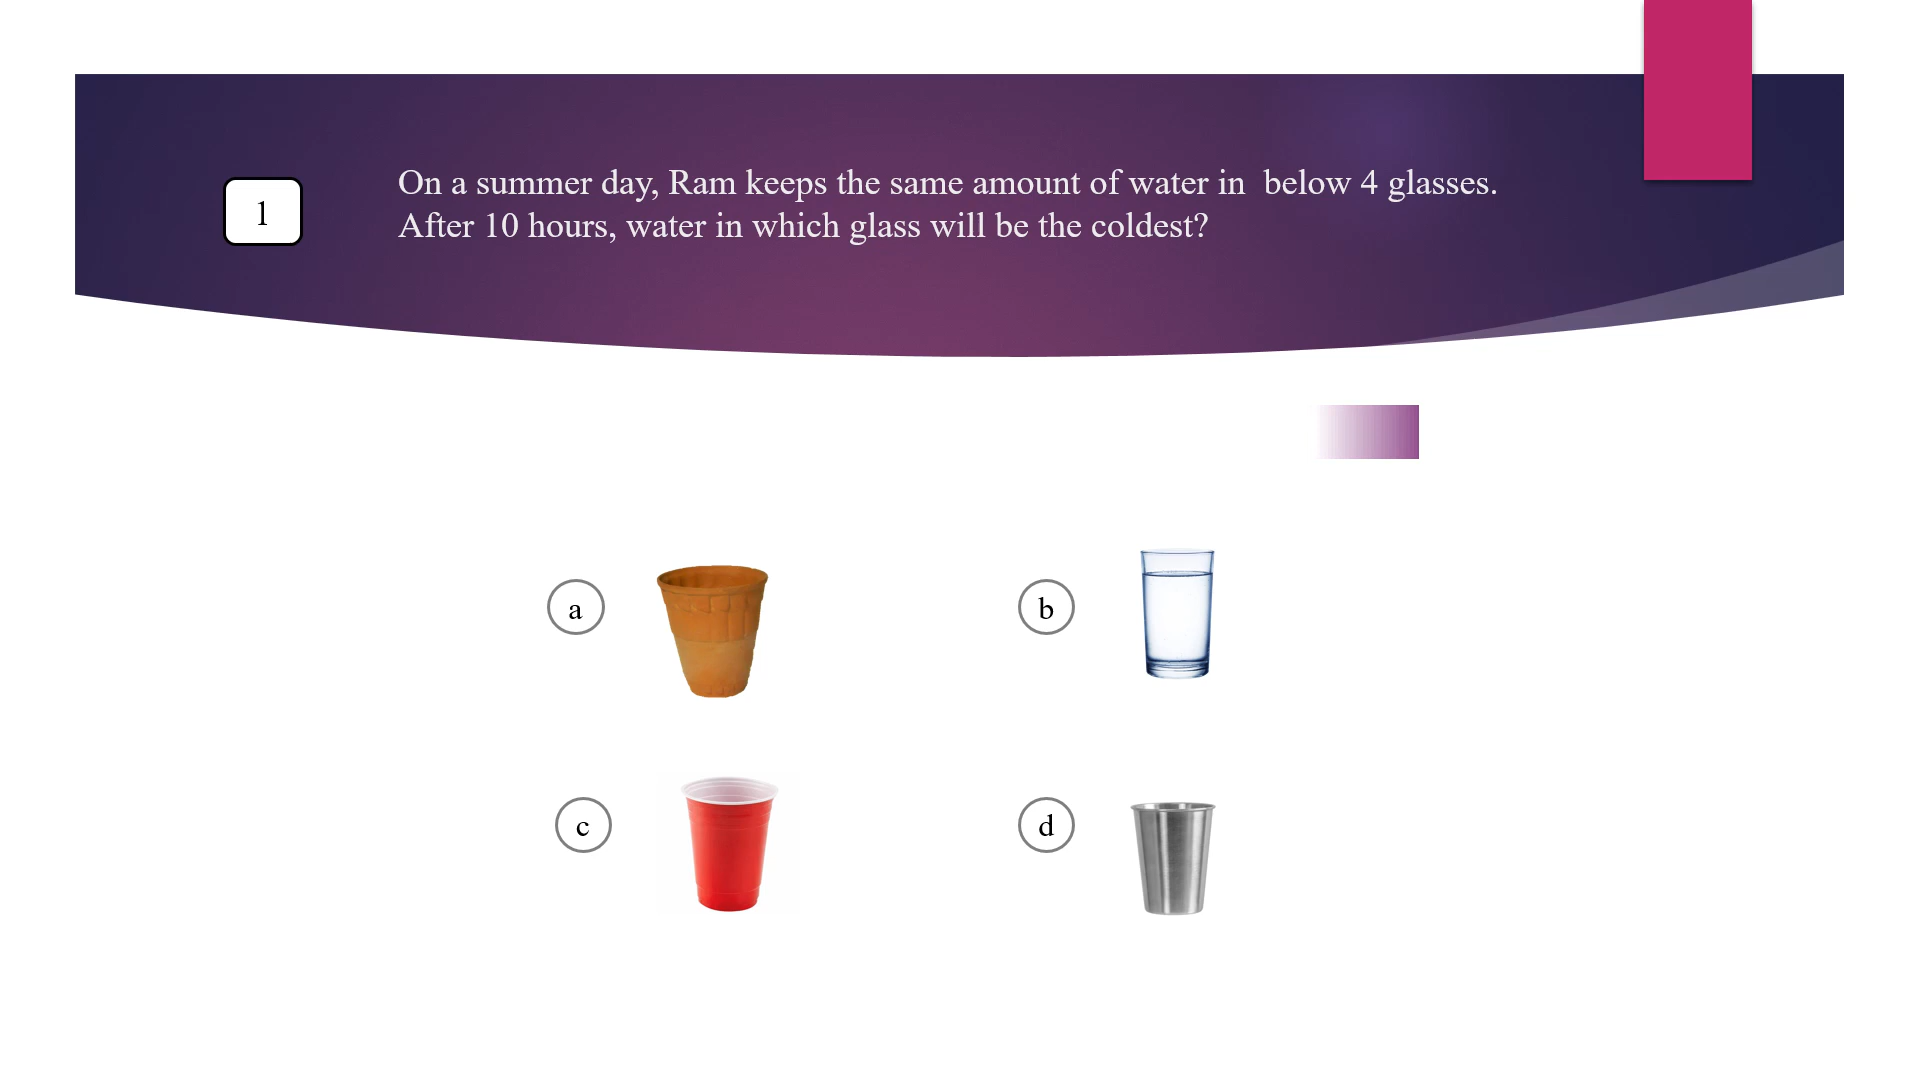 1
On a summer day, Ram keeps the same amount of water in  below 4 glasses.
After 10 hours, water in which glass will be the coldest?
a
b
c
d